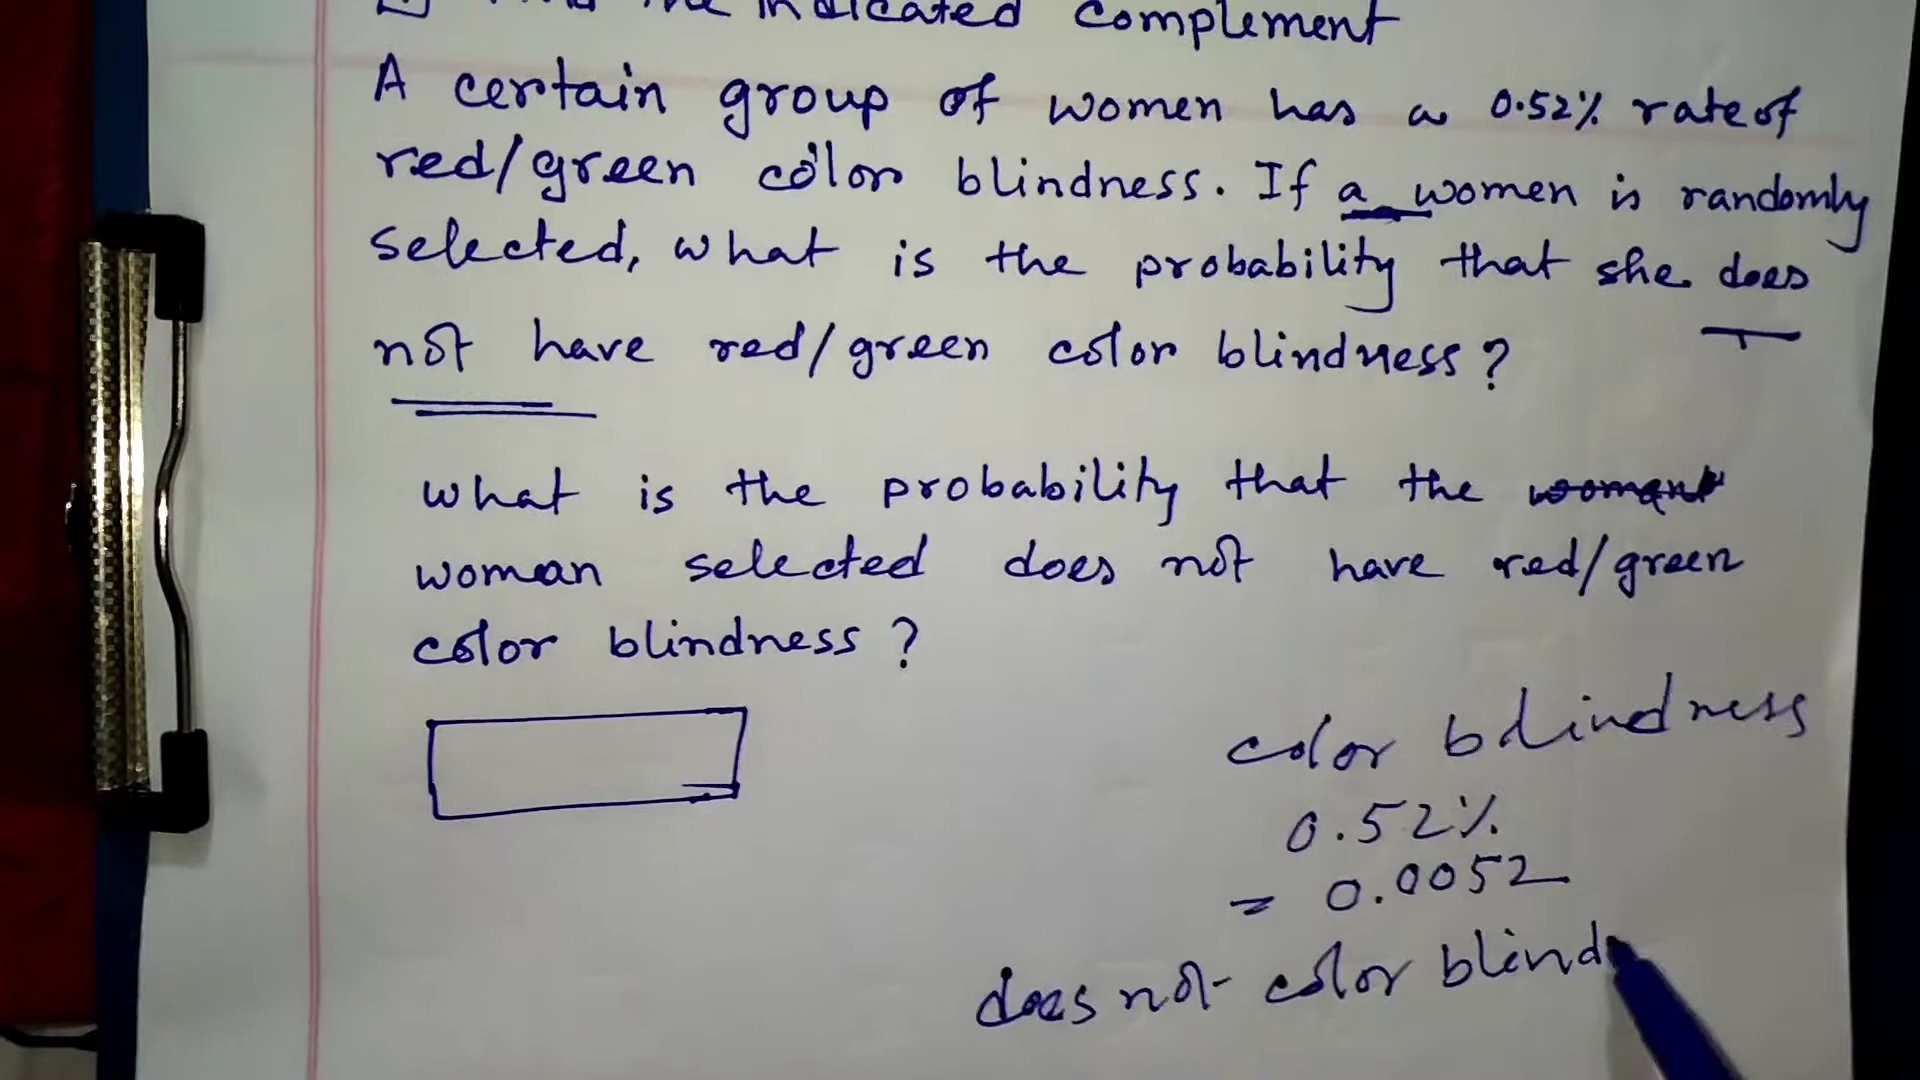 Find the indicated complement
A certain group of women has a 0.52% rate of
red/green color blindness. If a women is randomly
selected, what is the probability that she does
not have red/green color blindness?
what is the probability that the
woman selected does not have red/green
color blindness?
color blindness
0.52%
= 0.0052
does not color blind